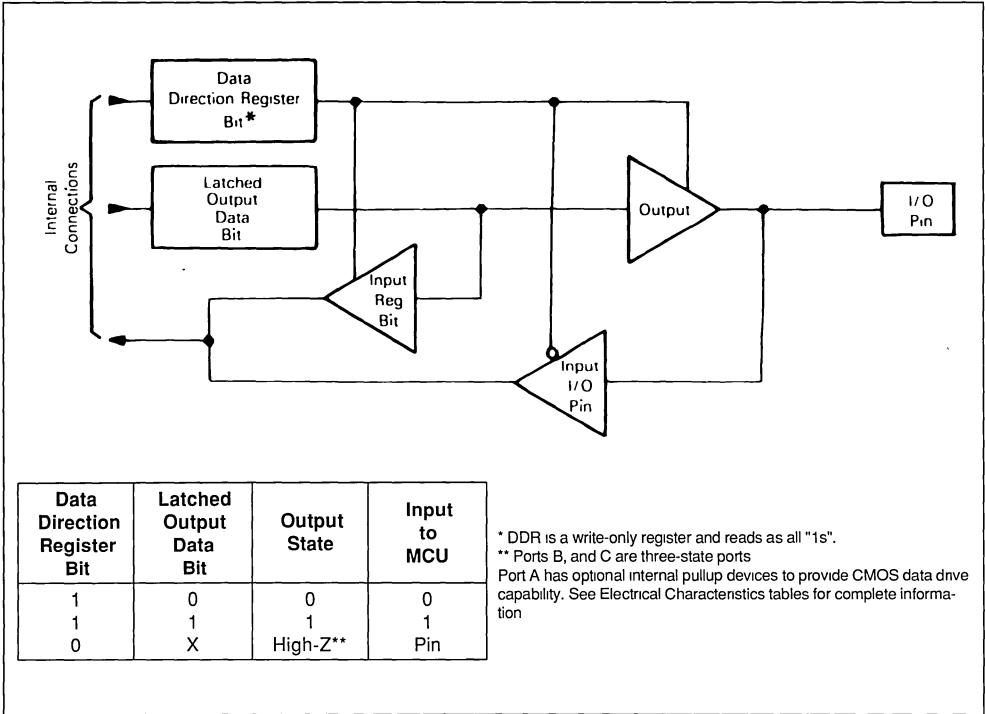 Data
Direction Register
Bit*
Latched
Output
Data
Bit
Internal
Connections
Output
I/O
Pin
Input
Reg
Bit
Input
I/O
Pin
Data Direction Register Bit | Latched Output Data Bit | Output State | Input to MCU
1 0 0 0
1 1 1 1
0 X High-Z** Pin
* DDR is a write-only register and reads as all "1s".
** Ports B, and C are three-state ports
Port A has optional internal pullup devices to provide CMOS data drive
capability. See Electrical Characteristics tables for complete informa-
tion